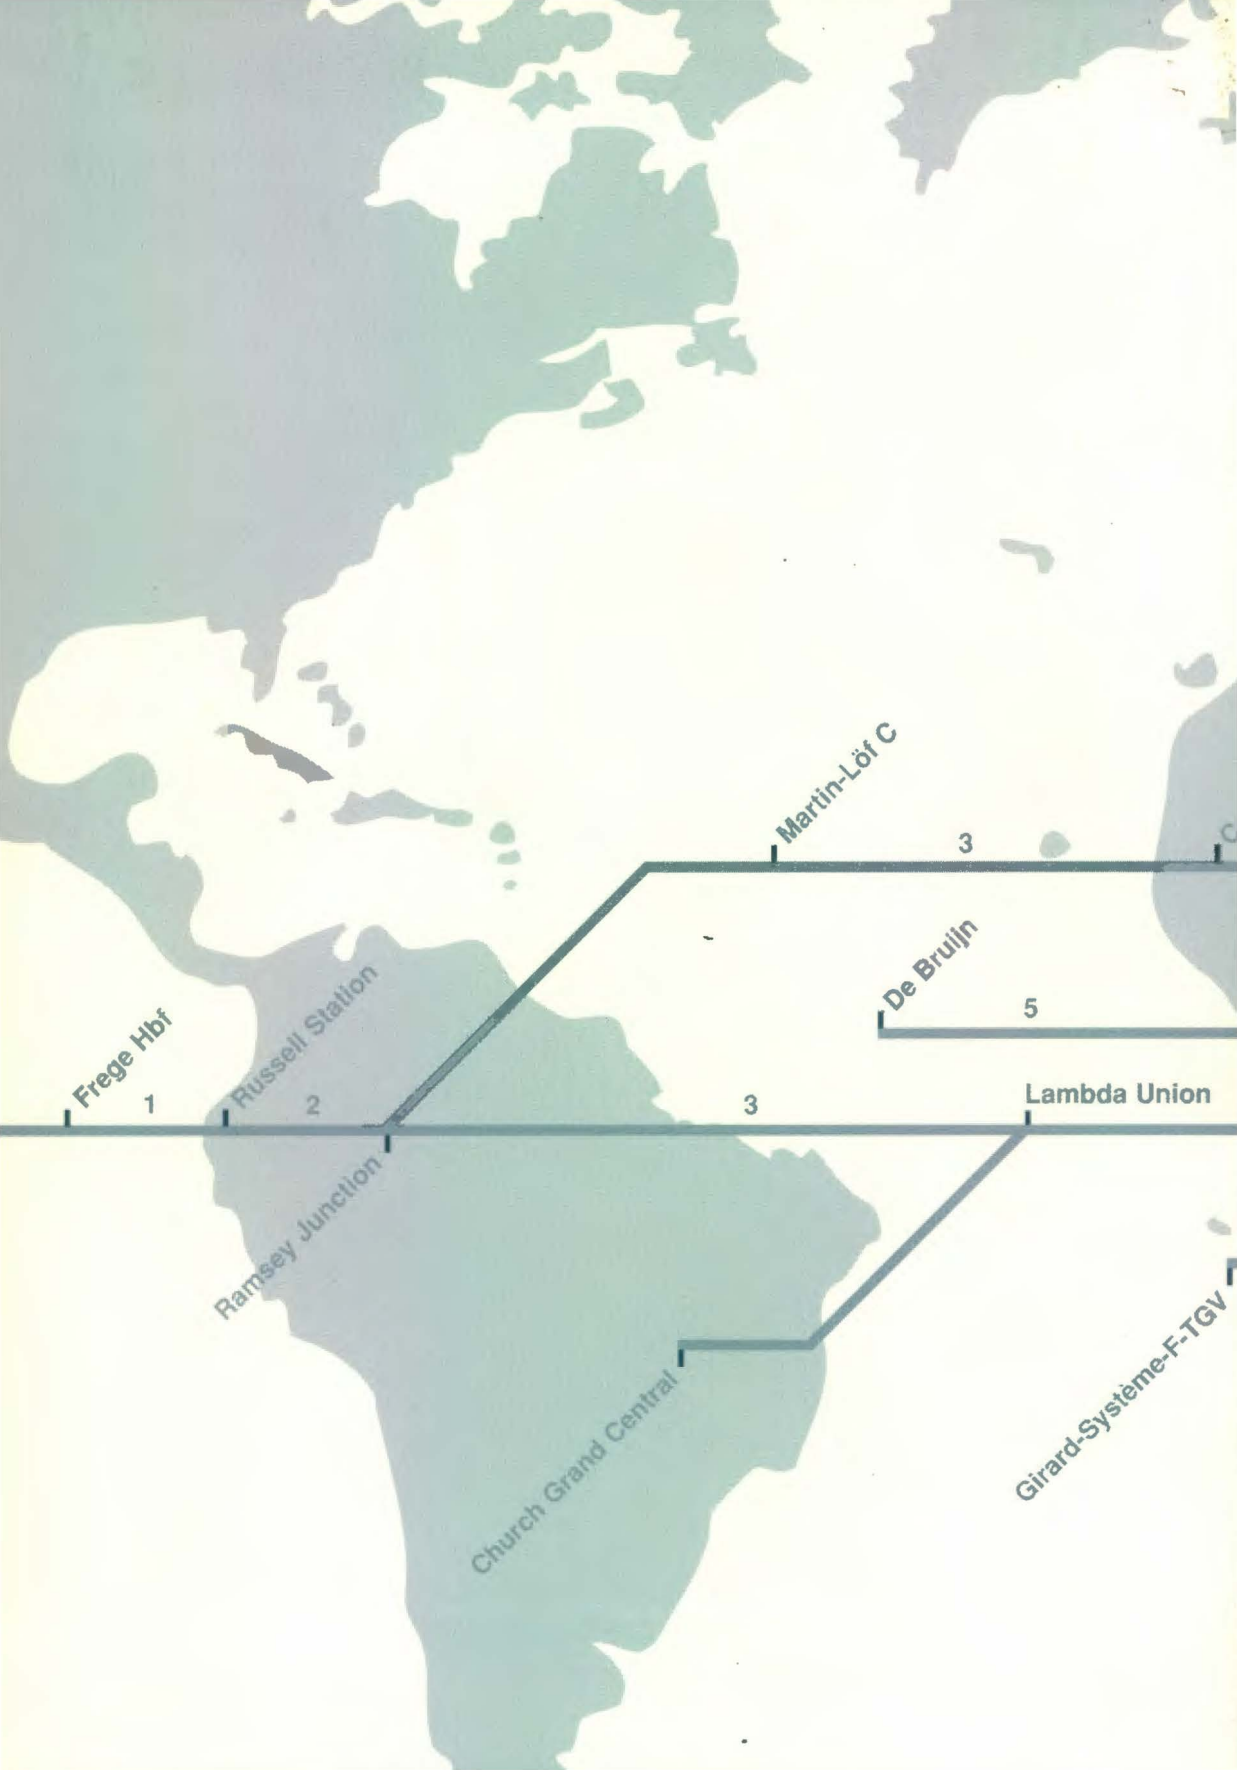 Martin-Löf C
3
C
De Bruijn
5
Frege Hbf
1
Russell Station
2
3
Lambda Union
Ramsey Junction
Church Grand Central
Girard-Système-F-TGV